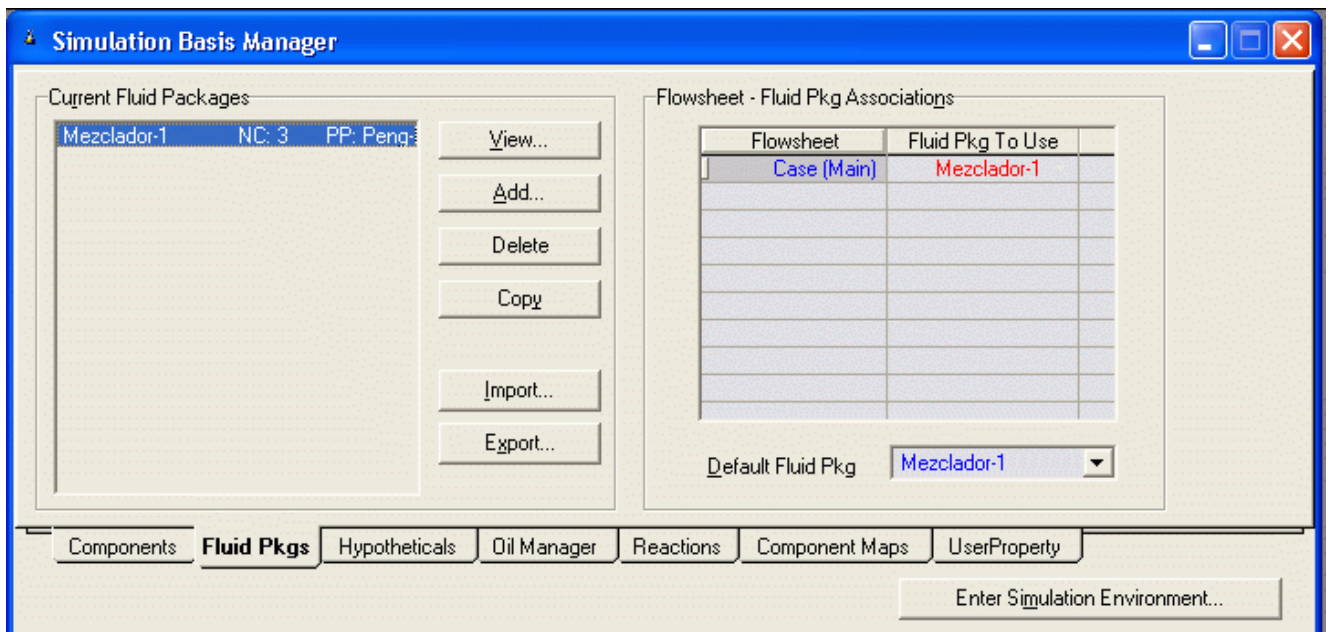 Simulation Basis Manager
Current Fluid Packages
Mezclador-1 NC: 3 PP: Peng-
View...
Add...
Delete
Copy
Import...
Export...
Flowsheet - Fluid Pkg Associations
Flowsheet Fluid Pkg To Use
Case (Main) Mezclador-1
Default Fluid Pkg Mezclador-1
Components Fluid Pkgs Hypotheticals Oil Manager Reactions Component Maps UserProperty
Enter Simulation Environment...